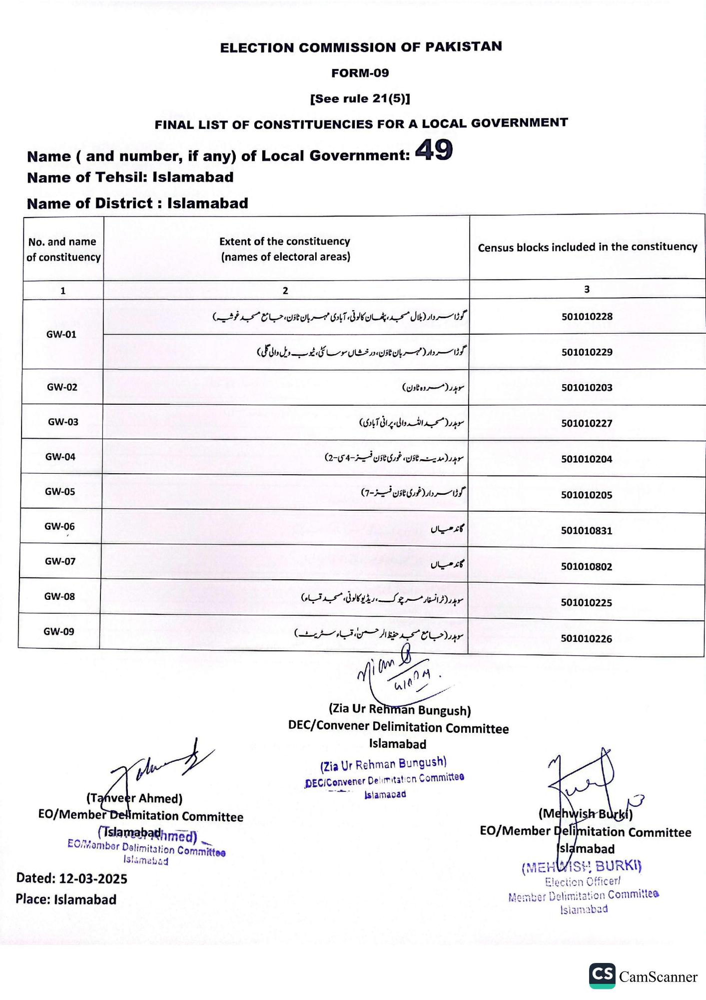 ELECTION COMMISSION OF PAKISTAN
FORM-09
[See rule 21(5)]
FINAL LIST OF CONSTITUENCIES FOR A LOCAL GOVERNMENT
Name ( and number, if any) of Local Government: 49
Name of Tehsil: Islamabad
Name of District : Islamabad
No. and name of constituency | Extent of the constituency (names of electoral areas) | Census blocks included in the constituency
1 | 2 | 3
GW-01 | گوڑا سردار (بلال مسجد، پٹھان کالونی، آبادی مہربان ٹاؤن، جامع مسجد غوثیہ) | 501010228
گوڑا سردار (مہربان ٹاؤن، درخشاں سوسائٹی، ٹیوب ویل والی گلی) | 501010229
GW-02 | سوہدر (مروہ ٹاون) | 501010203
GW-03 | سوہدر (مسجد اللہ والی، پرانی آبادی) | 501010227
GW-04 | سوہدر (مدینہ ٹاؤن، غوری ٹاؤن فیز-4 سی-2) | 501010204
GW-05 | گوڑا سردار (غوری ٹاؤن فیز-7) | 501010205
GW-06 | گاندھیاں | 501010831
GW-07 | گاندھیاں | 501010802
GW-08 | سوہدر (ٹرانسفارمر چوک، ریڈیو کالونی، مسجد قباء) | 501010225
GW-09 | سوہدر (جامع مسجد حفیظ الرحمنٰ، قباء سٹریٹ) | 501010226
(Zia Ur Rehman Bungush)
DEC/Convener Delimitation Committee
Islamabad
(Zia Ur Rehman Bungush)
DEC/Convener Delimitation Committee
Islamabad
(Tanveer Ahmed)
EO/Member Delimitation Committee
Islamabad
(Tanveer Ahmed)
EO/Member Delimitation Committee
Islamabad
(Mehwish Burki)
EO/Member Delimitation Committee
Islamabad
(MEHWISH BURKI)
Election Officer/
Member Delimitation Committee
Islamabad
Dated: 12-03-2025
Place: Islamabad
CS CamScanner